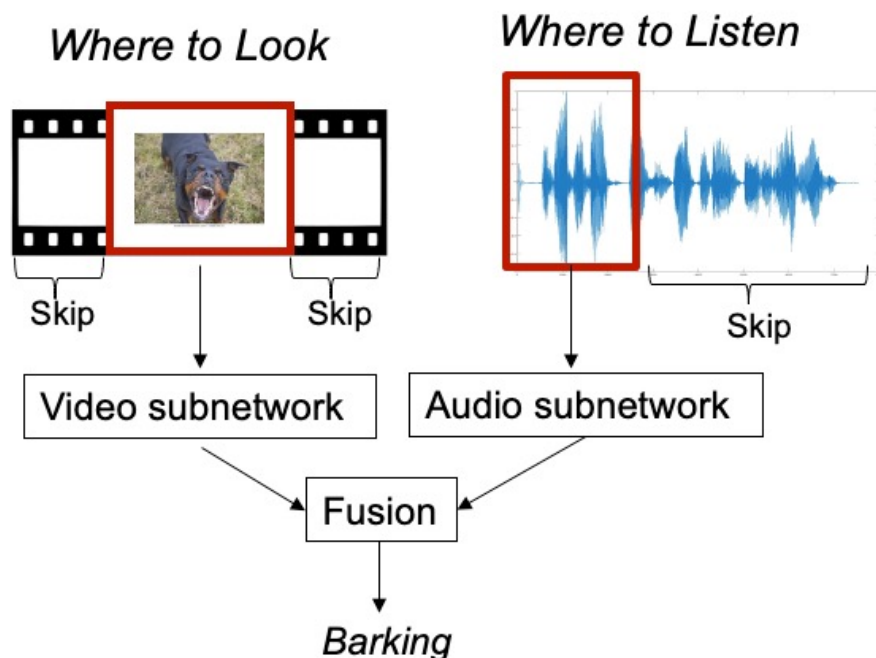 Where to Look
Where to Listen
Skip
Skip
Skip
Video subnetwork
Audio subnetwork
Fusion
Barking